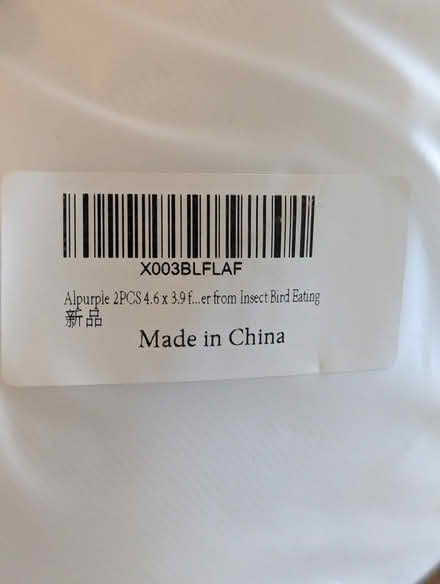 X003BLFLAF
Alpurple 2PCS 4.6 x 3.9 f...er from Insect Bird Eating
新品
Made in China